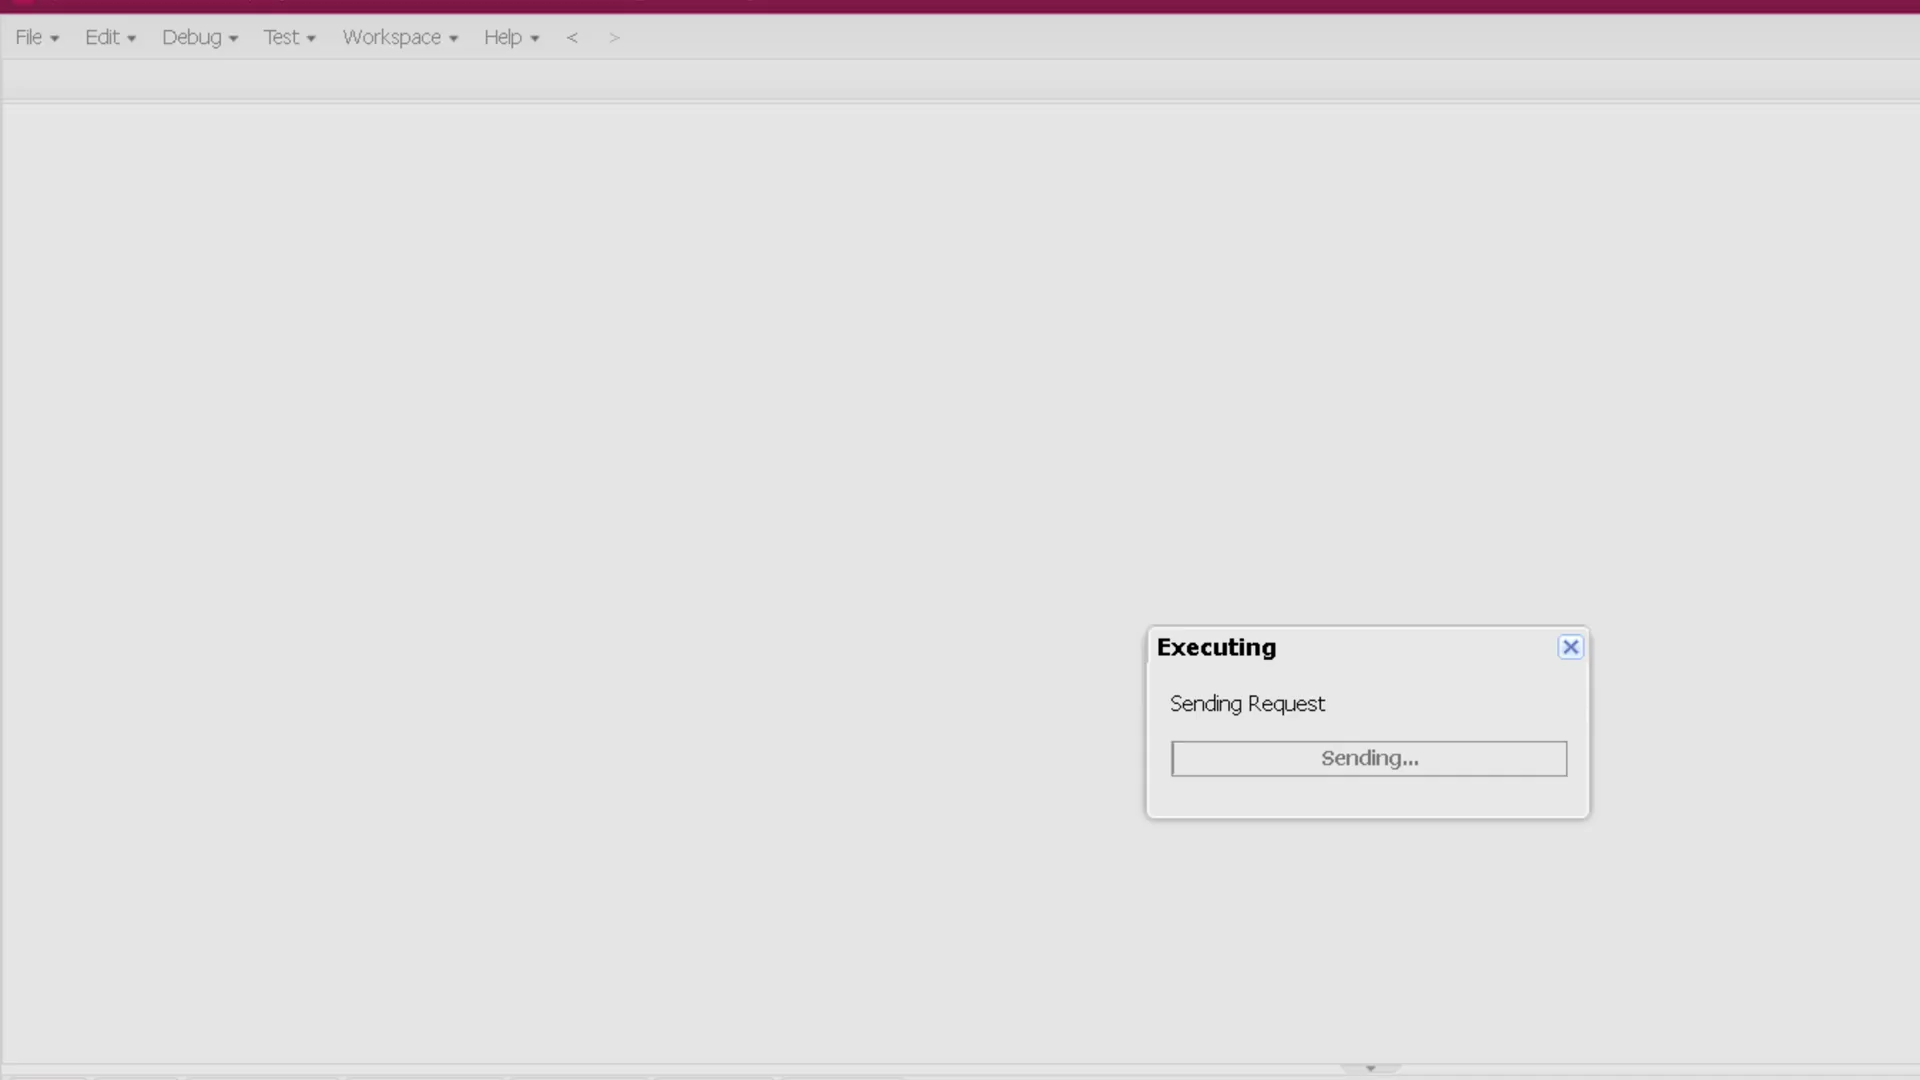 File Edit Debug Test Workspace Help < >
Executing
Sending Request
Sending...